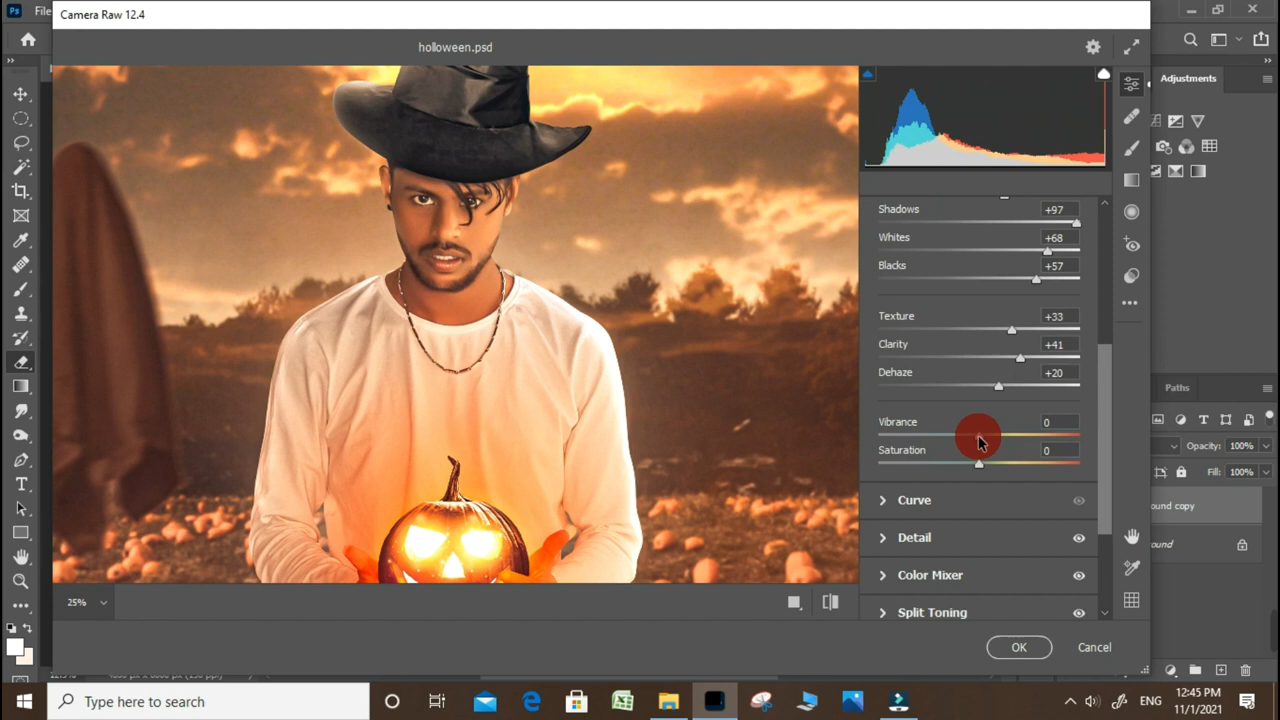 Camera Raw 12.4
Ps File
holloween.psd
Adjustments
Shadows +97
Whites +68
Blacks +57
Texture +33
Clarity +41
Dehaze +20
Vibrance 0
Saturation 0
Curve
Detail
Color Mixer
Split Toning
Paths
Opacity: 100%
Fill: 100%
ound copy
ound
25%
OK
Cancel
Type here to search
ENG
12:45 PM
11/1/2021